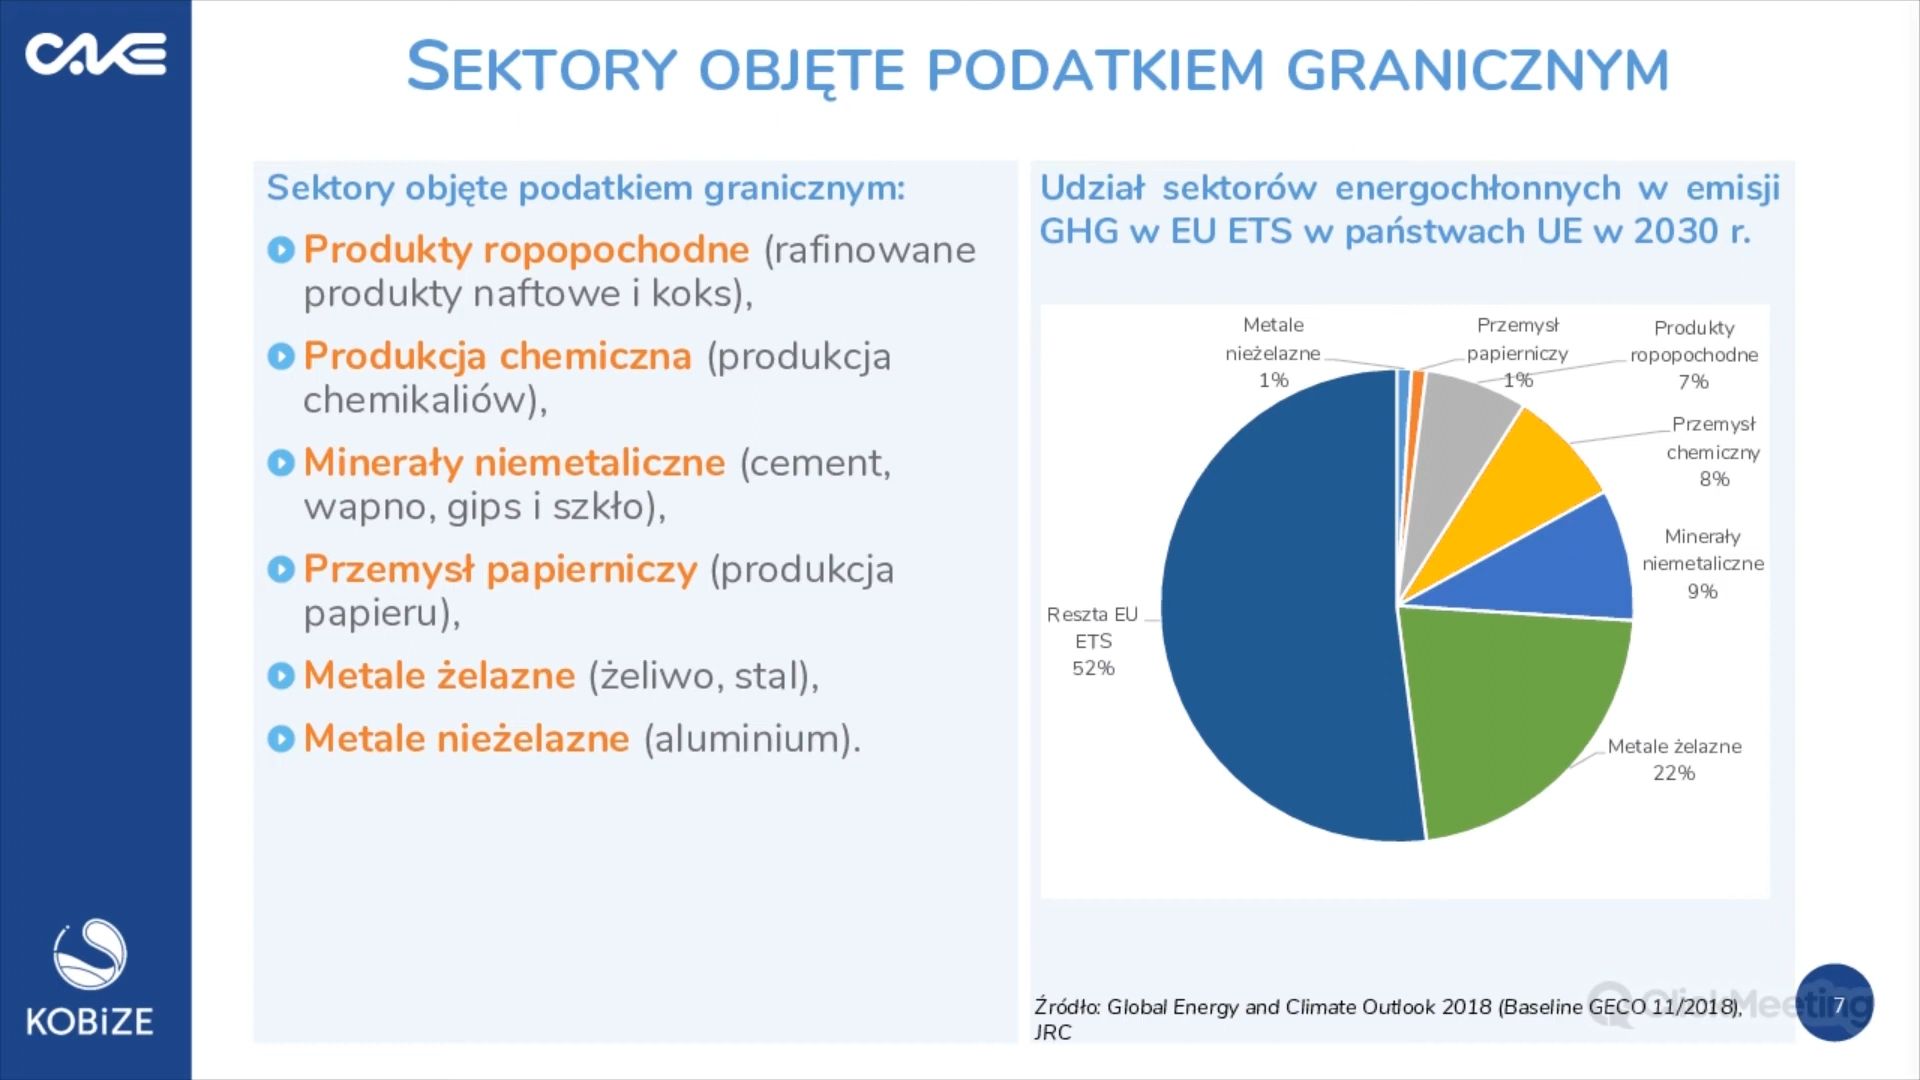 CAKE
SEKTORY OBJĘTE PODATKIEM GRANICZNYM
Sektory objęte podatkiem granicznym:
Produkty ropopochodne (rafinowane
produkty naftowe i koks),
Produkcja chemiczna (produkcja
chemikaliów),
Minerały niemetaliczne (cement,
wapno, gips i szkło),
Przemysł papierniczy (produkcja
papieru),
Metale żelazne (żeliwo, stal),
Metale nieżelazne (aluminium).
Udział sektorów energochłonnych w emisji
GHG w EU ETS w państwach UE w 2030 r.
Metale
nieżelazne
1%
Przemysł
papierniczy
1%
Produkty
ropopochodne
7%
Przemysł
chemiczny
8%
Minerały
niemetaliczne
9%
Reszta EU
ETS
52%
Metale żelazne
22%
Źródło: Global Energy and Climate Outlook 2018 (Baseline GECO 11/2018),
JRC
ClickMeeting
7
KOBiZE